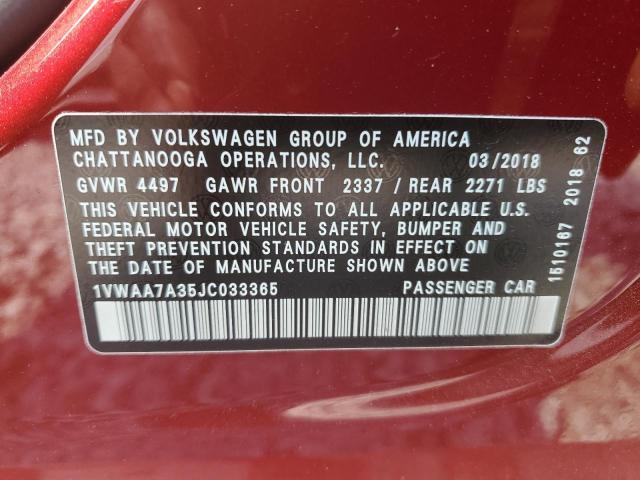 MFD BY VOLKSWAGEN GROUP OF AMERICA
CHATTANOOGA OPERATIONS, LLC. 03/2018
GVWR 4497 GAWR FRONT 2337 / REAR 2271 LBS
THIS VEHICLE CONFORMS TO ALL APPLICABLE U.S.
FEDERAL MOTOR VEHICLE SAFETY, BUMPER AND
THEFT PREVENTION STANDARDS IN EFFECT ON
THE DATE OF MANUFACTURE SHOWN ABOVE
1VWAA7A35JC033365 PASSENGER CAR
1510167 2018 62